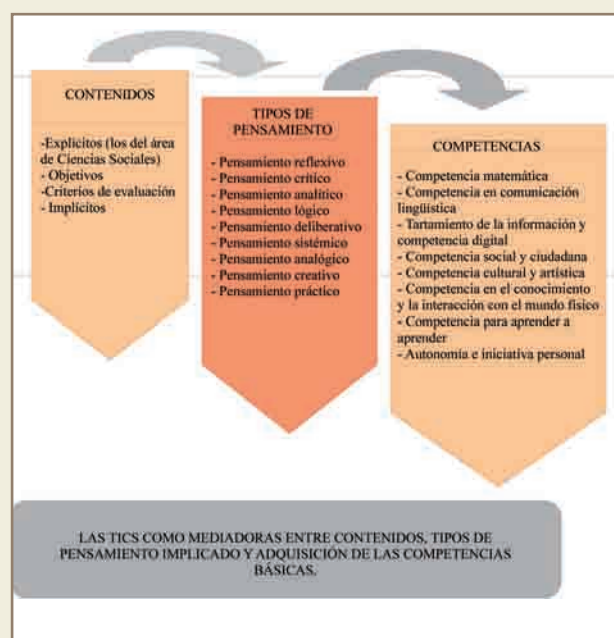 CONTENIDOS
-Explícitos (los del área
de Ciencias Sociales)
- Objetivos
-Criterios de evaluación
- Implícitos
TIPOS DE
PENSAMIENTO
- Pensamiento reflexivo
- Pensamiento crítico
- Pensamiento analítico
- Pensamiento lógico
- Pensamiento deliberativo
- Pensamiento sistémico
- Pensamiento analógico
- Pensamiento creativo
- Pensamiento práctico
COMPETENCIAS
- Competencia matemática
- Competencia en comunicación
lingüística
- Tartamiento de la información y
competencia digital
- Competencia social y ciudadana
- Competencia cultural y artística
- Competencia en el conocimiento
y la interacción con el mundo físico
- Competencia para aprender a
aprender
- Autonomía e iniciativa personal
LAS TICS COMO MEDIADORAS ENTRE CONTENIDOS, TIPOS DE
PENSAMIENTO IMPLICADO Y ADQUISICIÓN DE LAS COMPETENCIAS
BÁSICAS.